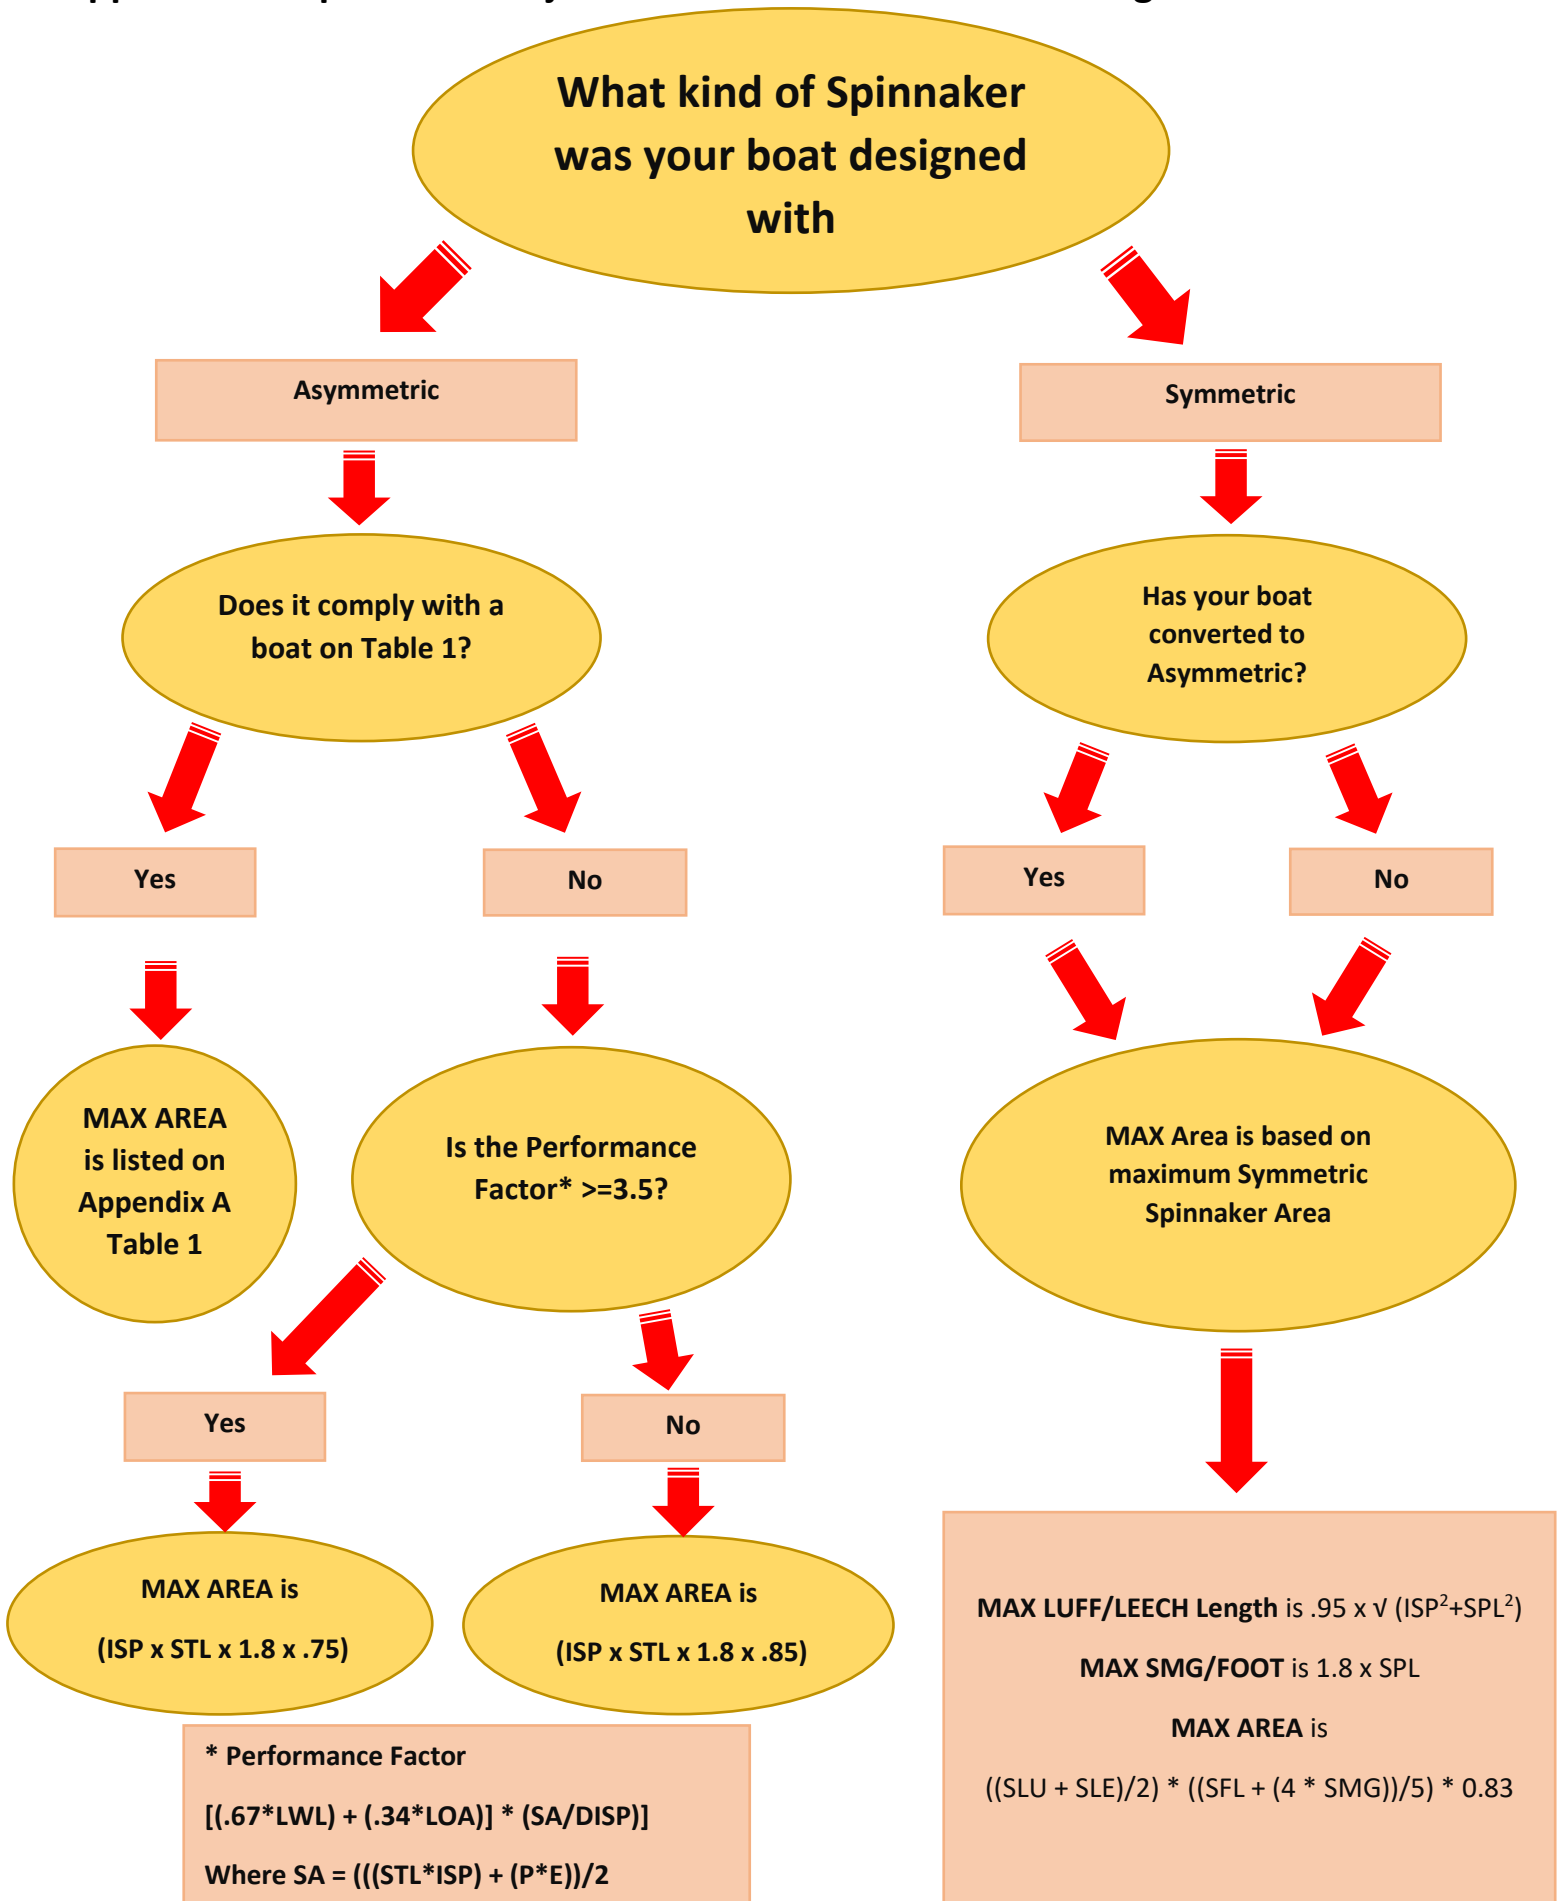 What kind of Spinnaker
was your boat designed
with
Asymmetric
Symmetric
Does it comply with a
boat on Table 1?
Has your boat
converted to
Asymmetric?
Yes
No
Yes
No
MAX AREA
is listed on
Appendix A
Table 1
Is the Performance
Factor* >=3.5?
MAX Area is based on
maximum Symmetric
Spinnaker Area
Yes
No
MAX AREA is
(ISP x STL x 1.8 x .75)
MAX AREA is
(ISP x STL x 1.8 x .85)
MAX LUFF/LEECH Length is .95 x √ (ISP²+SPL²)
MAX SMG/FOOT is 1.8 x SPL
MAX AREA is
((SLU + SLE)/2) * ((SFL + (4 * SMG))/5) * 0.83
* Performance Factor
[(.67*LWL) + (.34*LOA)] * (SA/DISP)]
Where SA = (((STL*ISP) + (P*E))/2